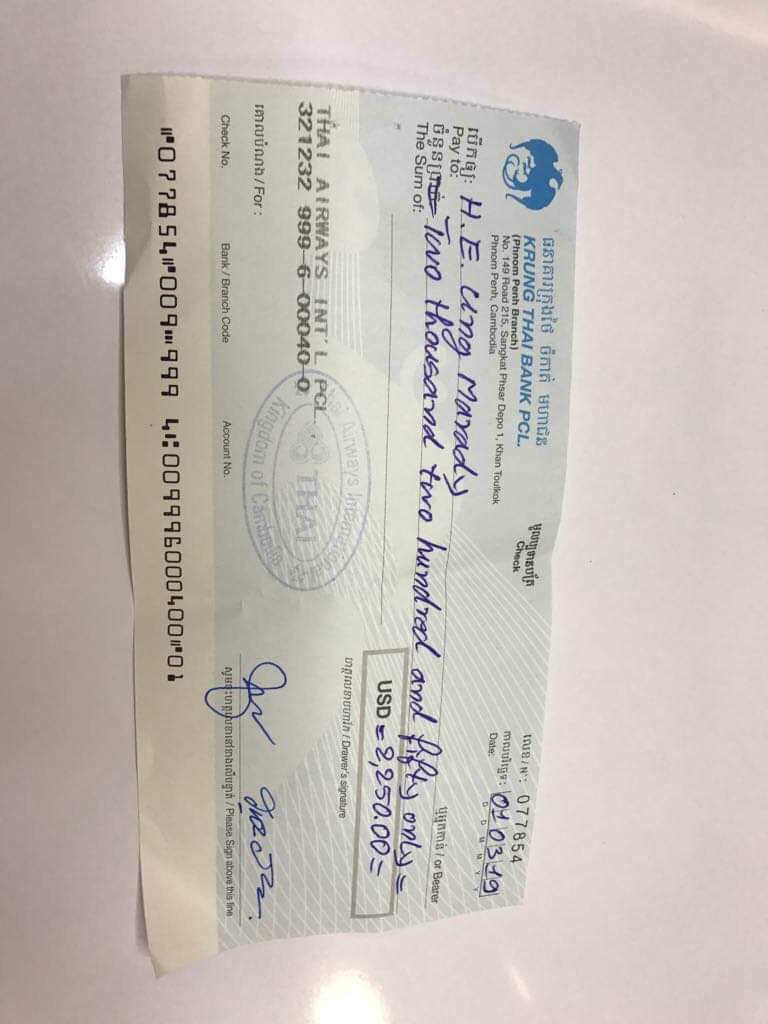 ធនាគារក្រុងថៃ ចំកាត់ មហាជន
KRUNG THAI BANK PCL.
(Phnom Penh Branch)
No. 149 Road 215, Sangkat Phsar Depo 1, Khan Toulkok
Phnom Penh, Cambodia
មូលប្បទានបត្រ
Check
លេខ / Nº: 077854
កាលបរិច្ឆេទ:
Date: 01 03 19
D D M M Y Y
បើកឲ្យ:
Pay to: H.E. Ung Marady
ឬអ្នកកាន់ / or Bearer
ចំនួនប្រាក់
The Sum of: = Two thousand two hundred and fifty only =
USD = 2,250.00 =
THAI AIRWAYS INT'L PCL.
321232 999-6-00040-0
Thai Airways International
THAI
Kingdom of Cambodia
ហត្ថលេខាម្ចាស់ / Drawer's signature
គោលបំណង / For :
សូមចុះហត្ថលេខានៅខាងលើបន្ទាត់ / Please Sign above this line
Check No. Bank / Branch Code Account No.
⑈077854⑈009⑉999 4⑆009996000400⑈01